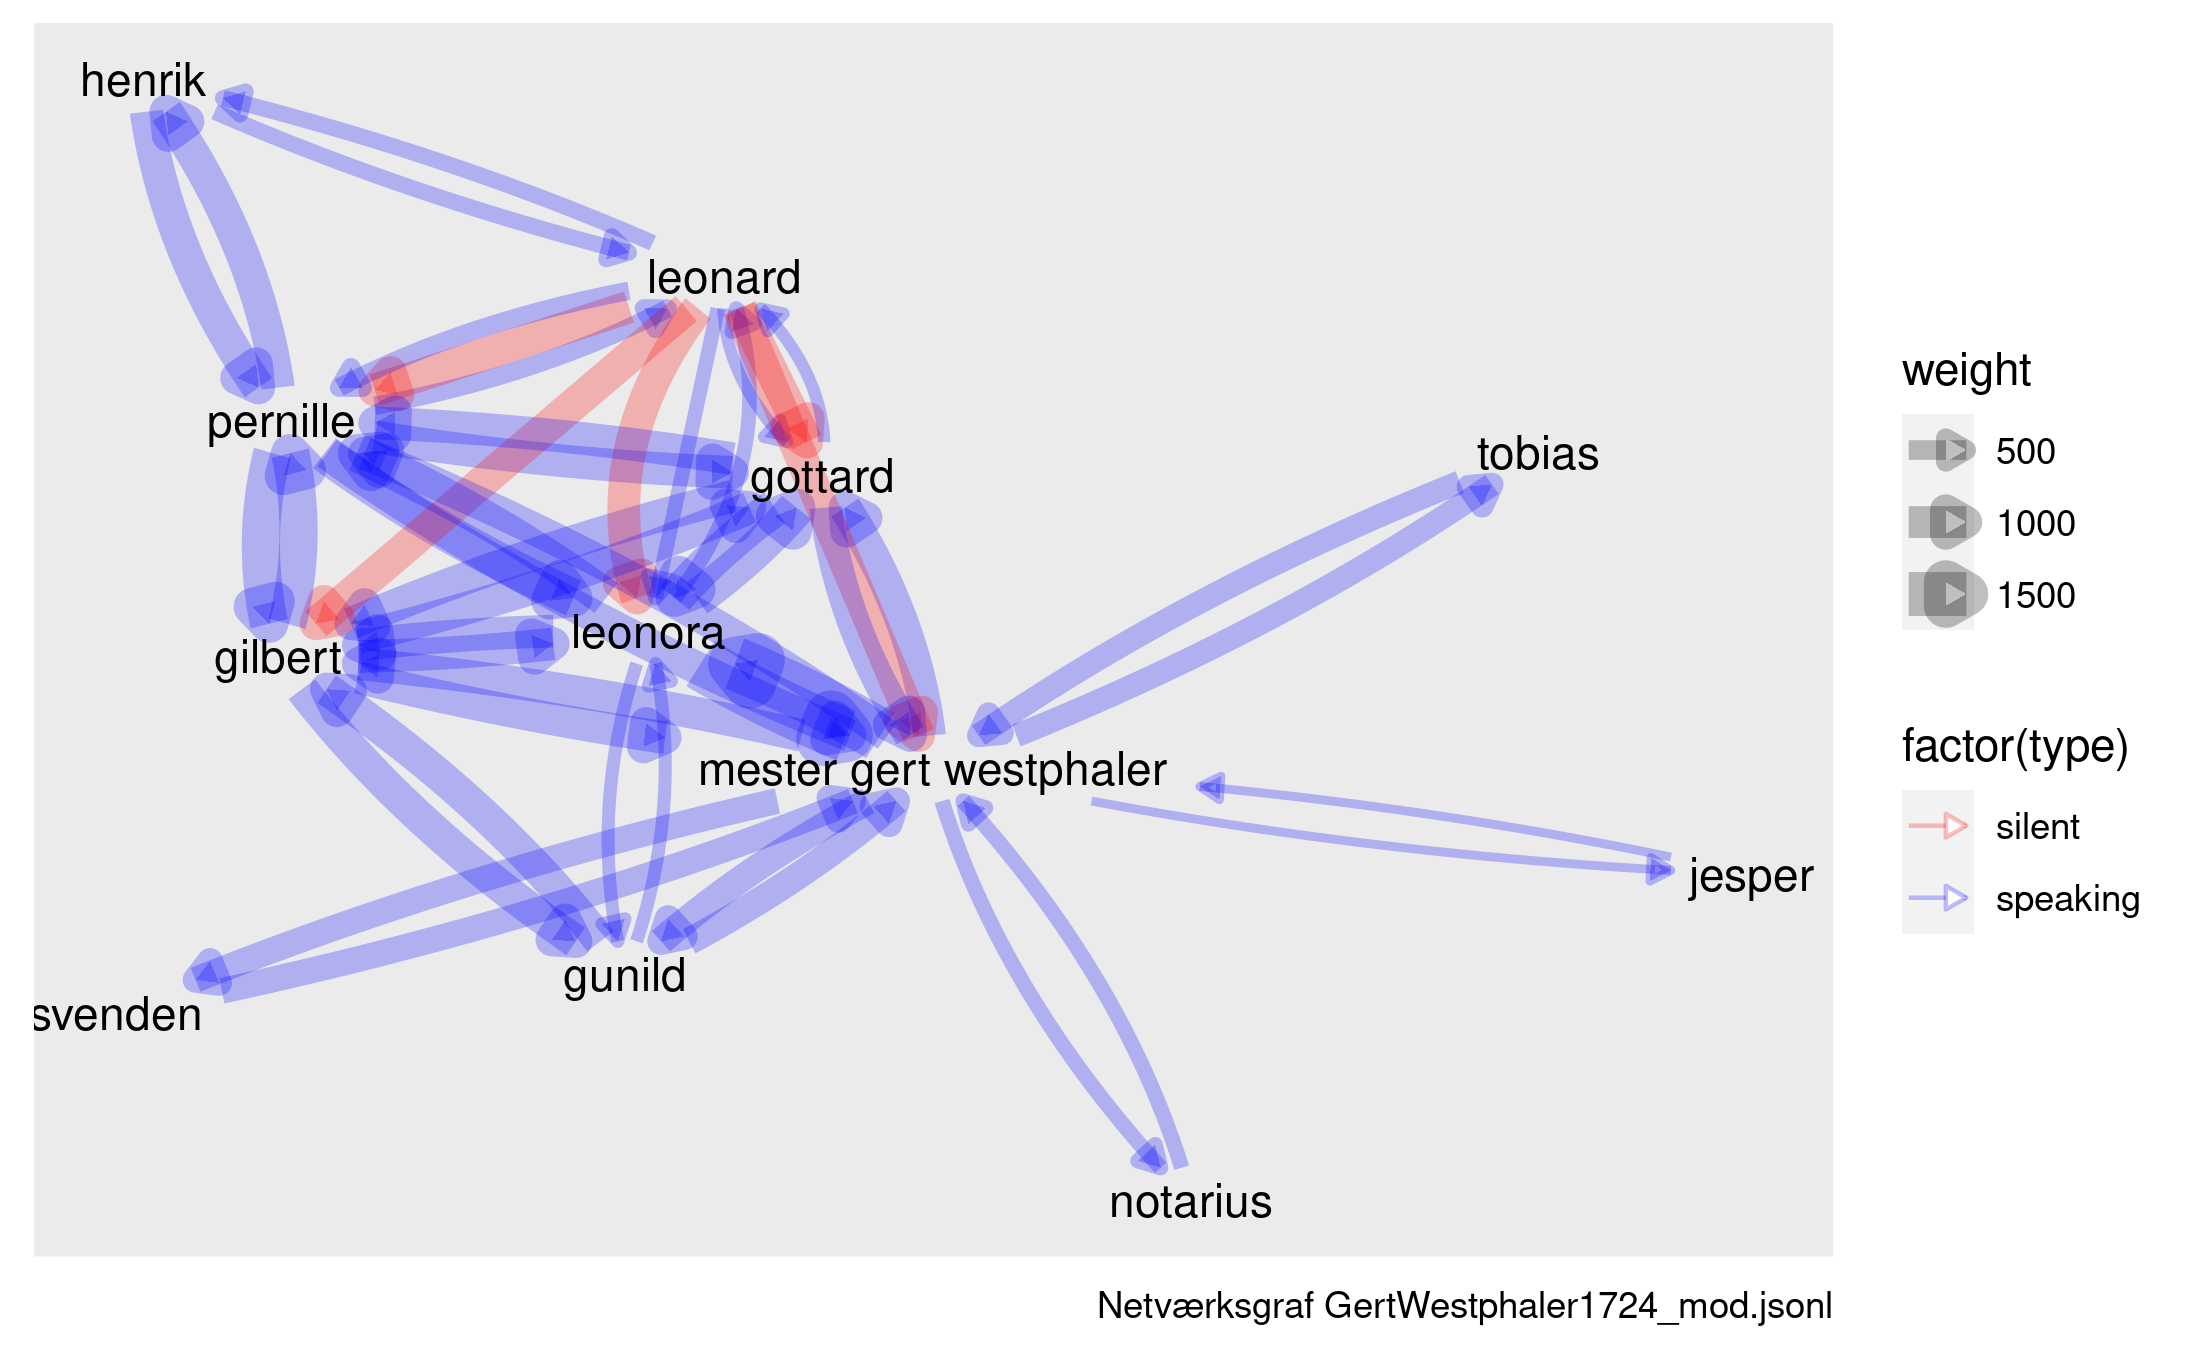 henrik
leonard
pernille
gottard
tobias
leonora
gilbert
mester gert westphaler
jesper
gunild
svenden
notarius
weight
500
1000
1500
factor(type)
silent
speaking
Netværksgraf GertWestphaler1724_mod.jsonl